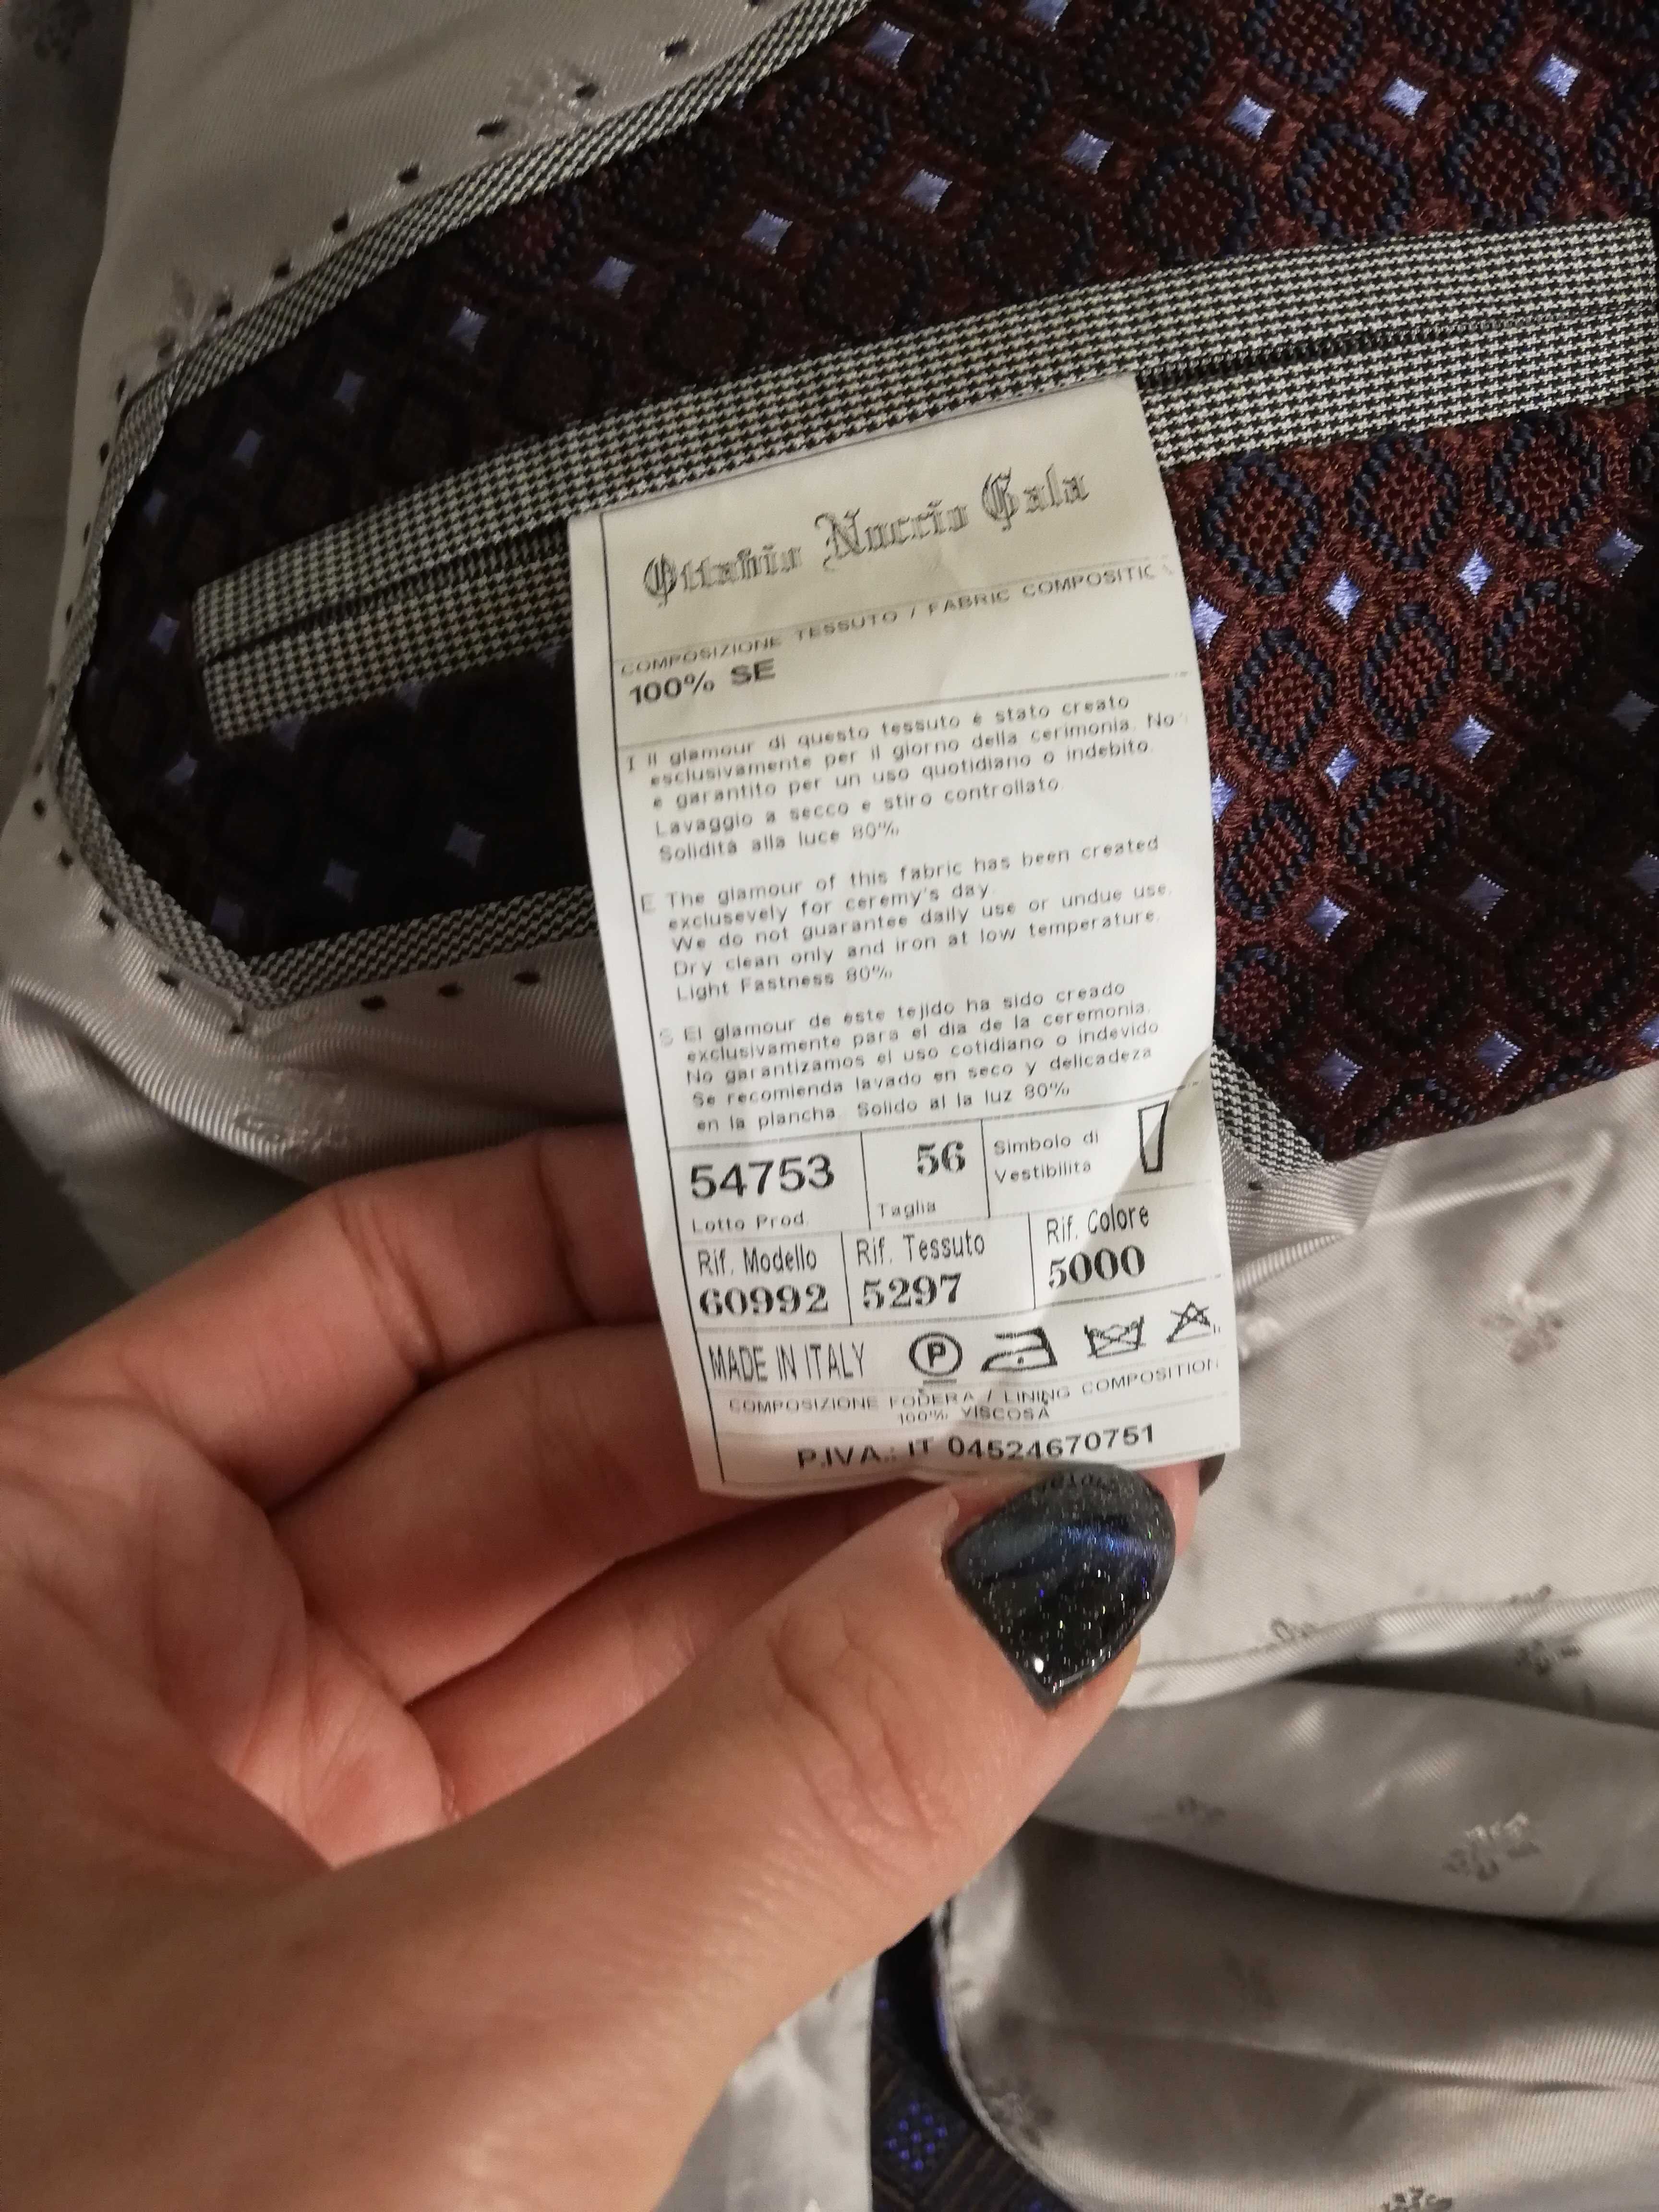 Ottavio Nuccio Gala
COMPOSIZIONE TESSUTO / FABRIC COMPOSITIO
100% SE
I Il glamour di questo tessuto è stato creato
esclusivamente per il giorno della cerimonia. No
e garantito per un uso quotidiano o indebito.
Lavaggio a secco e stiro controllato.
Soliditá alla luce 80%
E The glamour of this fabric has been created
exclusevely for ceremy's day.
We do not guarantee daily use or undue use.
Dry clean only and iron at low temperature.
Light Fastness 80%
S El glamour de este tejido ha sido creado
exclusivamente para el dia de la ceremonia.
No garantizamos el uso cotidiano o indevido
Se recomienda lavado en seco y delicadeza
en la plancha. Solido al la luz 80%
54753 56 Simbolo di
Vestibilitá
Lotto Prod. Taglia
Rif. Modello Rif. Tessuto Rif. Colore
60992 5297 5000
MADE IN ITALY P
COMPOSIZIONE FODERA / LINING COMPOSITION
100% VISCOSA
P.IVA.: IT 04524670751